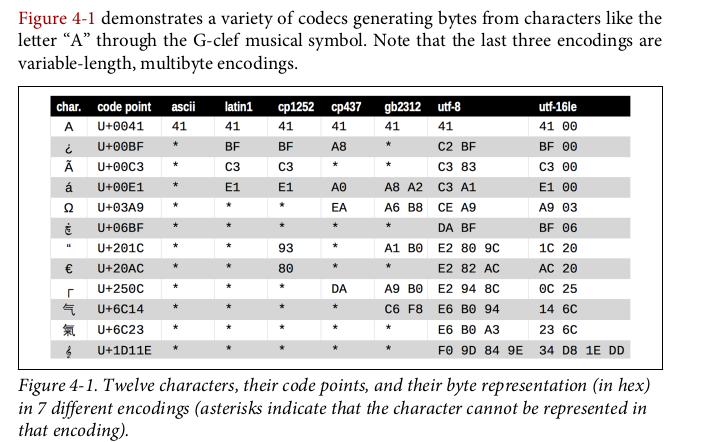 Figure 4-1 demonstrates a variety of codecs generating bytes from characters like the
letter “A” through the G-clef musical symbol. Note that the last three encodings are
variable-length, multibyte encodings.
char. code point ascii latin1 cp1252 cp437 gb2312 utf-8 utf-16le
A U+0041 41 41 41 41 41 41 41 00
¿ U+00BF * BF BF A8 * C2 BF BF 00
Ã U+00C3 * C3 C3 * * C3 83 C3 00
á U+00E1 * E1 E1 A0 A8 A2 C3 A1 E1 00
Ω U+03A9 * * * EA A6 B8 CE A9 A9 03
ڿ U+06BF * * * * * DA BF BF 06
“ U+201C * * 93 * A1 B0 E2 80 9C 1C 20
€ U+20AC * * 80 * * E2 82 AC AC 20
┌ U+250C * * * DA A9 B0 E2 94 8C 0C 25
气 U+6C14 * * * * C6 F8 E6 B0 94 14 6C
氣 U+6C23 * * * * * E6 B0 A3 23 6C
𝄞 U+1D11E * * * * * F0 9D 84 9E 34 D8 1E DD
Figure 4-1. Twelve characters, their code points, and their byte representation (in hex)
in 7 different encodings (asterisks indicate that the character cannot be represented in
that encoding).